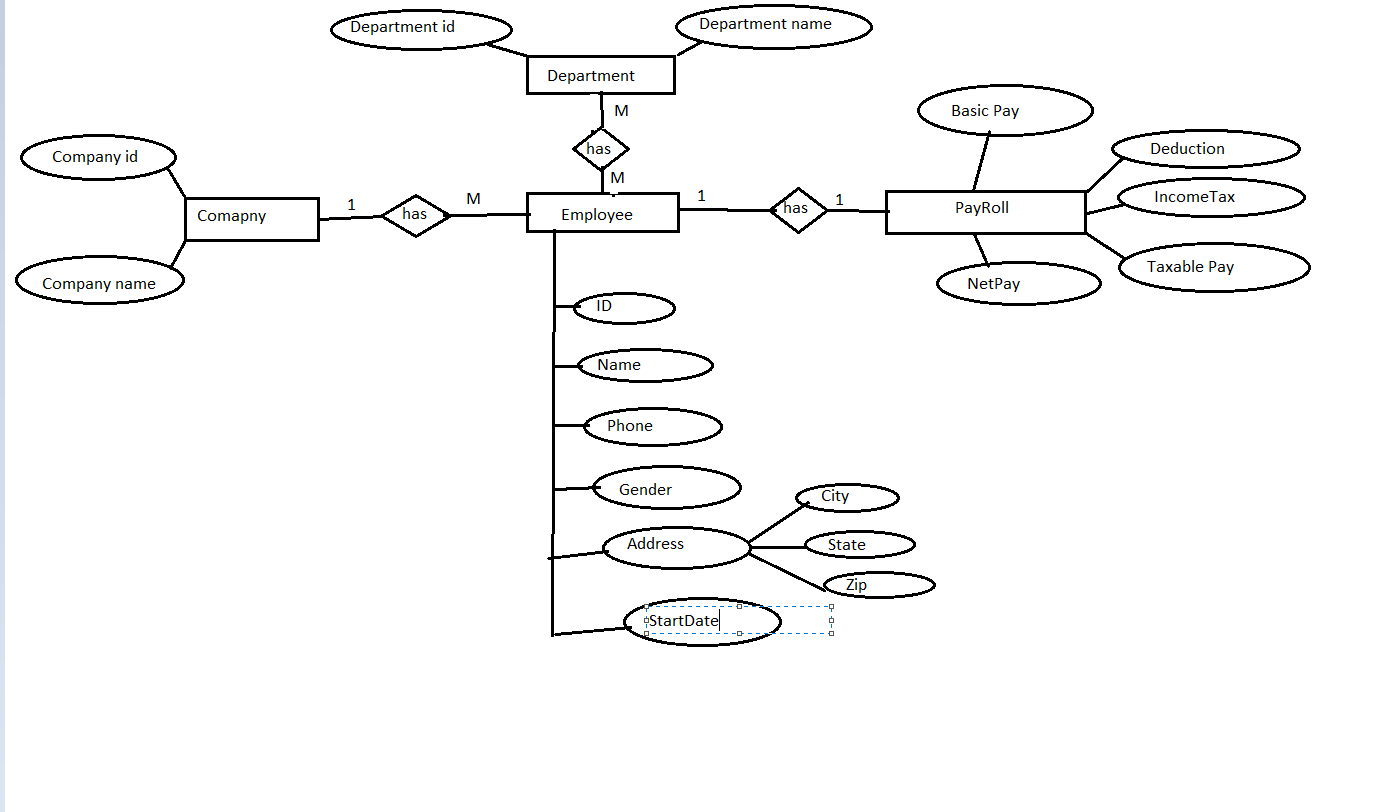 Department id
Department name
Department
M
has
M
Basic Pay
Deduction
IncomeTax
Taxable Pay
NetPay
PayRoll
1
has
1
Employee
Company id
Comapny
Company name
1
has
M
ID
Name
Phone
Gender
Address
City
State
Zip
StartDate